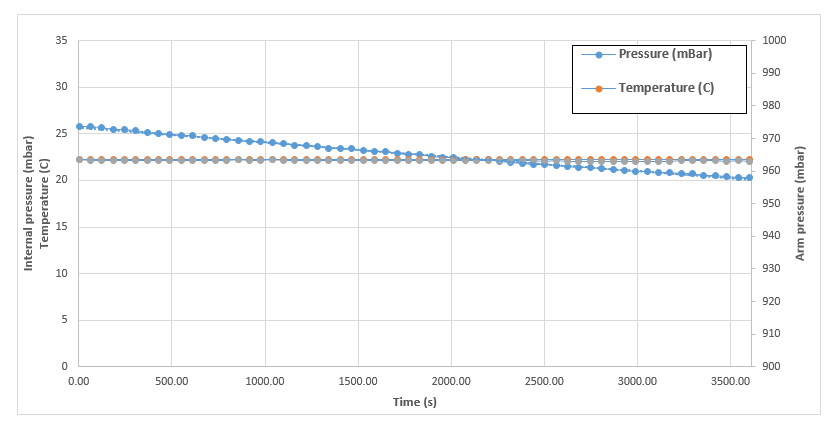 35
30
25
20
15
10
5
0
1000
990
980
970
960
950
940
930
920
910
900
0.00 500.00 1000.00 1500.00 2000.00 2500.00 3000.00 3500.00
Time (s)
Internal pressure (mbar)
Temperature (C)
Arm pressure (mbar)
Pressure (mBar)
Temperature (C)